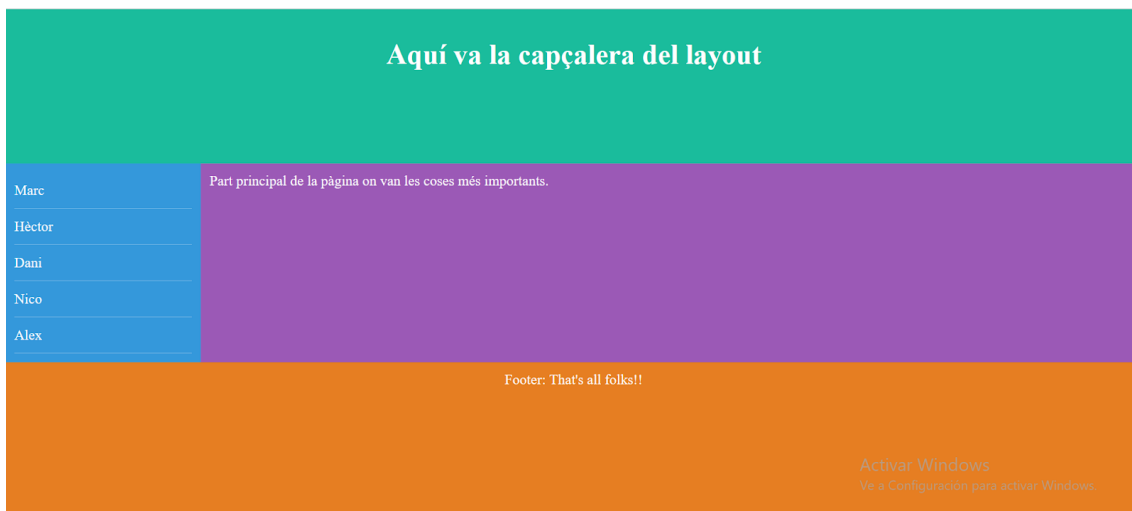 Aquí va la capçalera del layout
Marc
Part principal de la pàgina on van les coses més importants.
Hèctor
Dani
Nico
Alex
Footer: That's all folks!!
Activar Windows
Ve a Configuración para activar Windows.